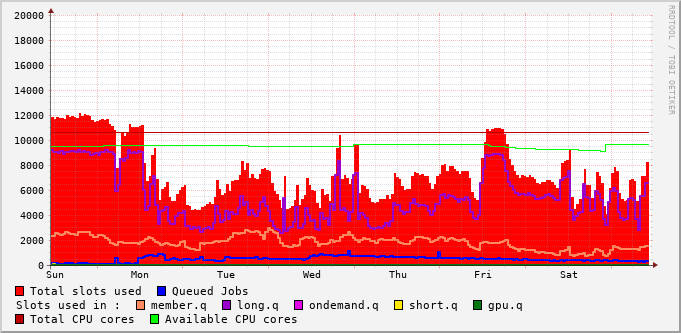 20000
18000
16000
14000
12000
10000
8000
6000
4000
2000
0
Sun Mon Tue Wed Thu Fri Sat
Total slots used Queued Jobs
Slots used in : member.q long.q ondemand.q short.q gpu.q
Total CPU cores Available CPU cores
RRDTOOL / TOBI OETIKER